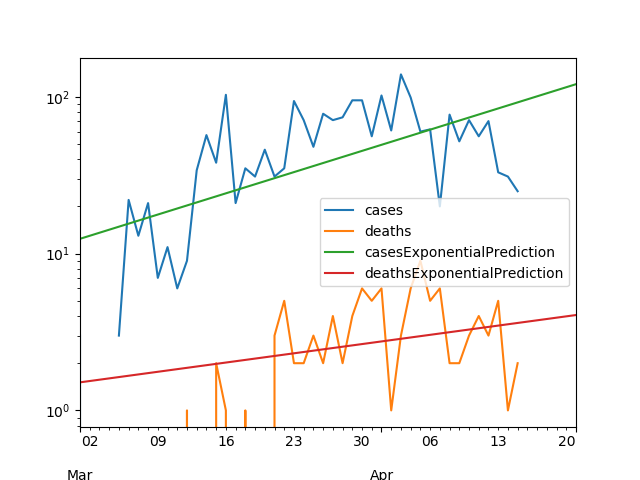 10²
10¹
10⁰
cases
deaths
casesExponentialPrediction
deathsExponentialPrediction
02 09 16 23 30 06 13 20
Mar Apr